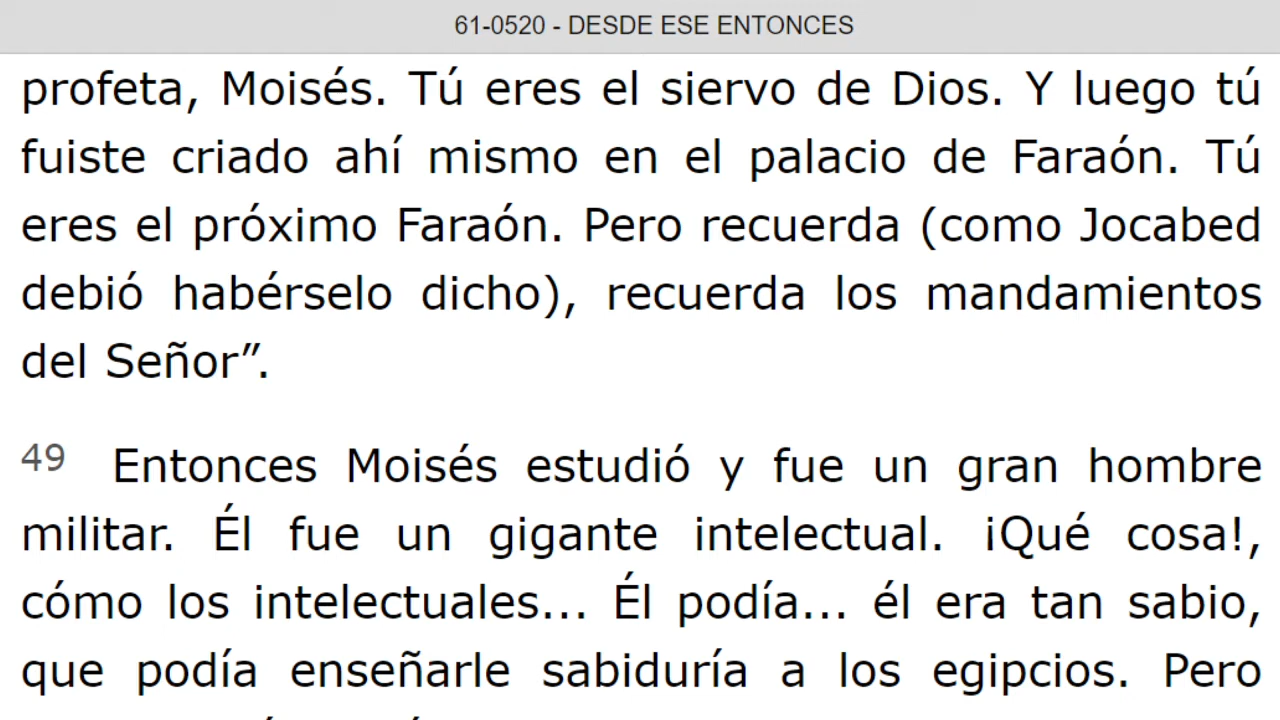 61-0520 - DESDE ESE ENTONCES
profeta, Moisés. Tú eres el siervo de Dios. Y luego tú
fuiste criado ahí mismo en el palacio de Faraón. Tú
eres el próximo Faraón. Pero recuerda (como Jocabed
debió habérselo dicho), recuerda los mandamientos
del Señor”.
49 Entonces Moisés estudió y fue un gran hombre
militar. Él fue un gigante intelectual. ¡Qué cosa!,
cómo los intelectuales... Él podía... él era tan sabio,
que podía enseñarle sabiduría a los egipcios. Pero